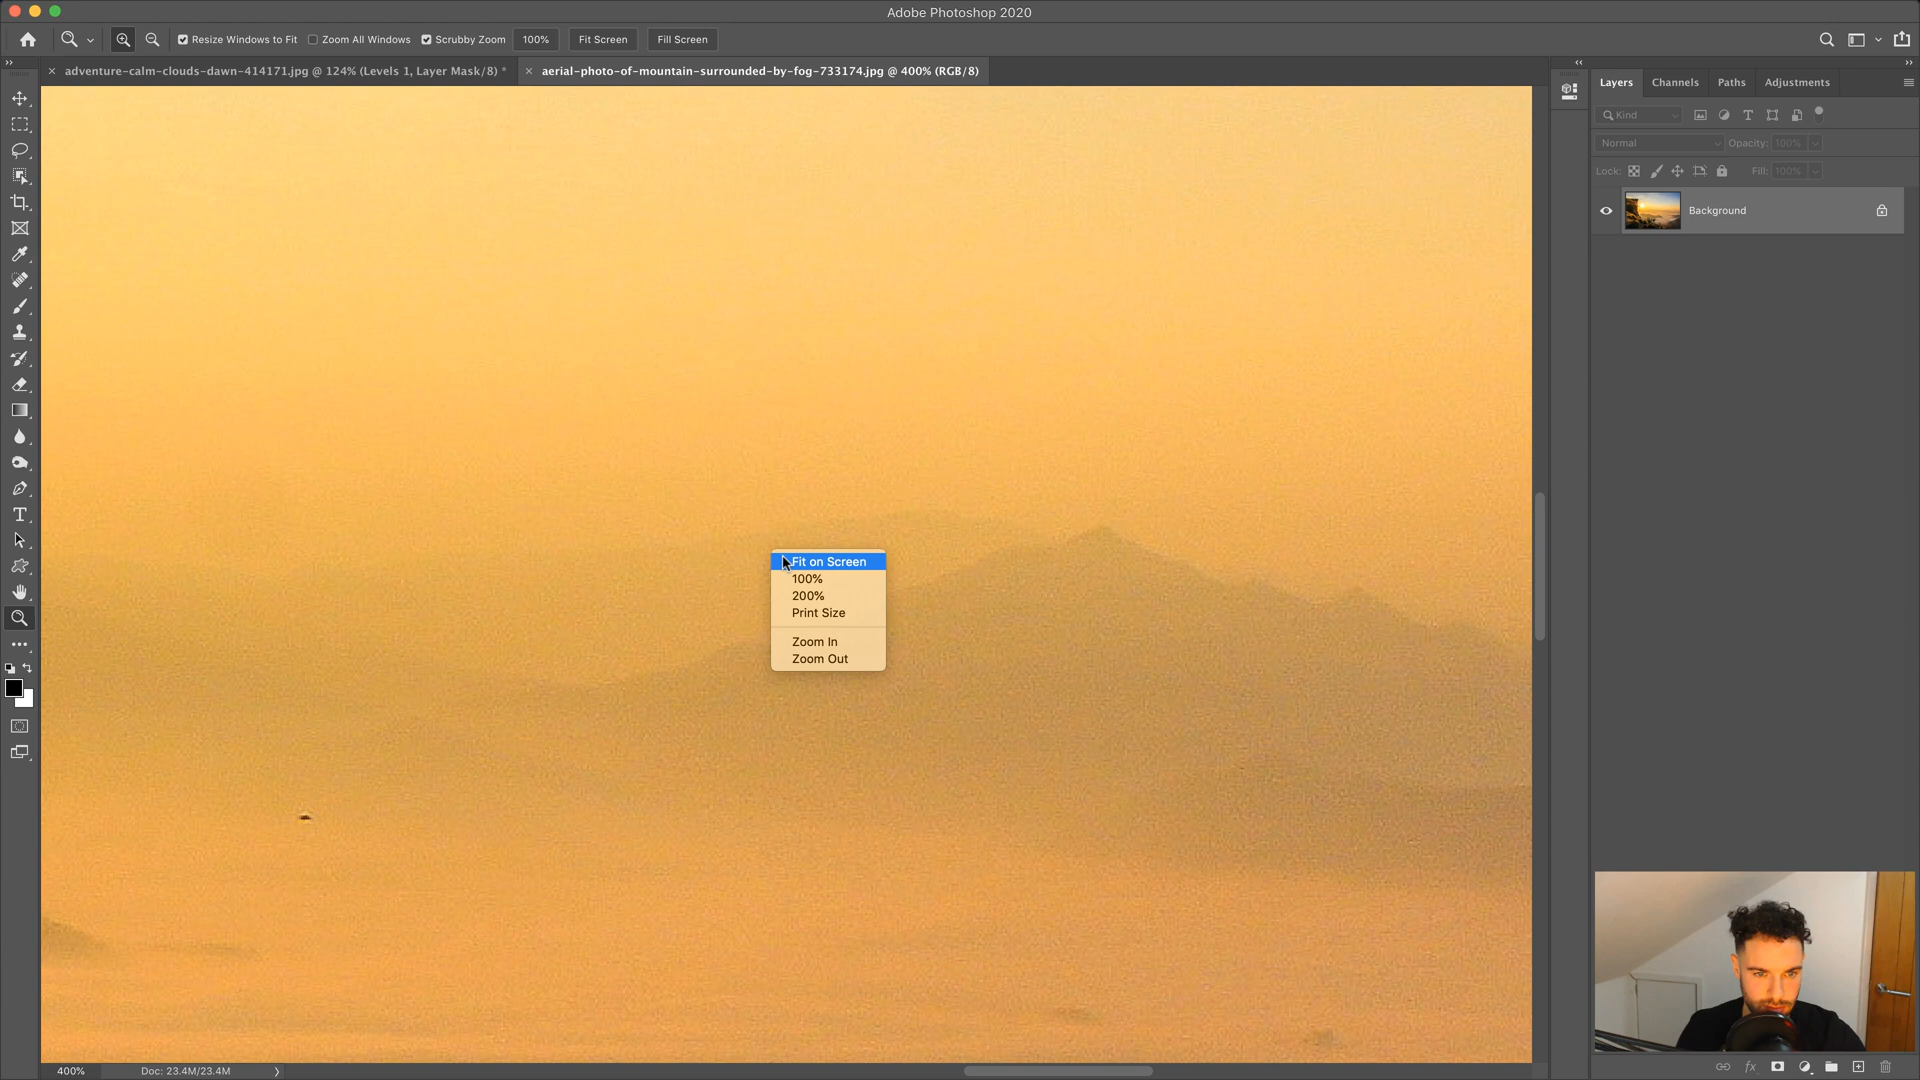 Adobe Photoshop 2020
Resize Windows to Fit
Zoom All Windows
Scrubby Zoom
100%
Fit Screen
Fill Screen
adventure-calm-clouds-dawn-414171.jpg @ 124% (Levels 1, Layer Mask/8) *
aerial-photo-of-mountain-surrounded-by-fog-733174.jpg @ 400% (RGB/8)
Layers
Channels
Paths
Adjustments
Kind
Normal
Opacity: 100%
Lock:
Fill: 100%
Background
Fit on Screen
100%
200%
Print Size
Zoom In
Zoom Out
400%
Doc: 23.4M/23.4M